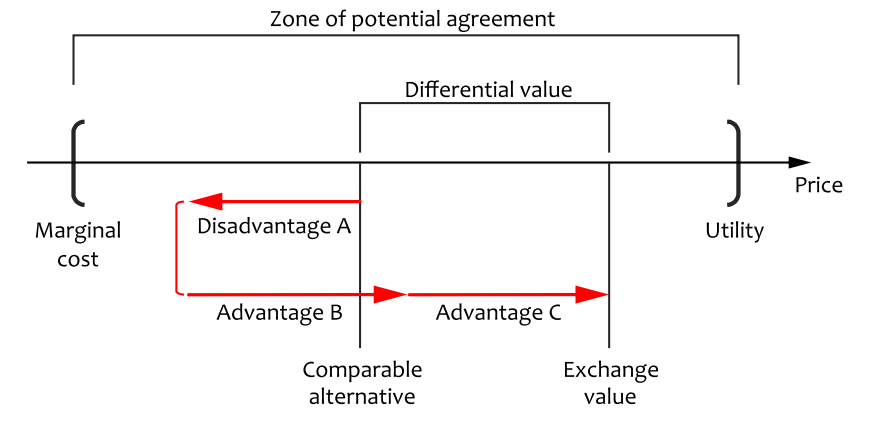 Zone of potential agreement
Differential value
Price
Marginal
cost
Disadvantage A
Utility
Advantage B
Advantage C
Comparable
alternative
Exchange
value